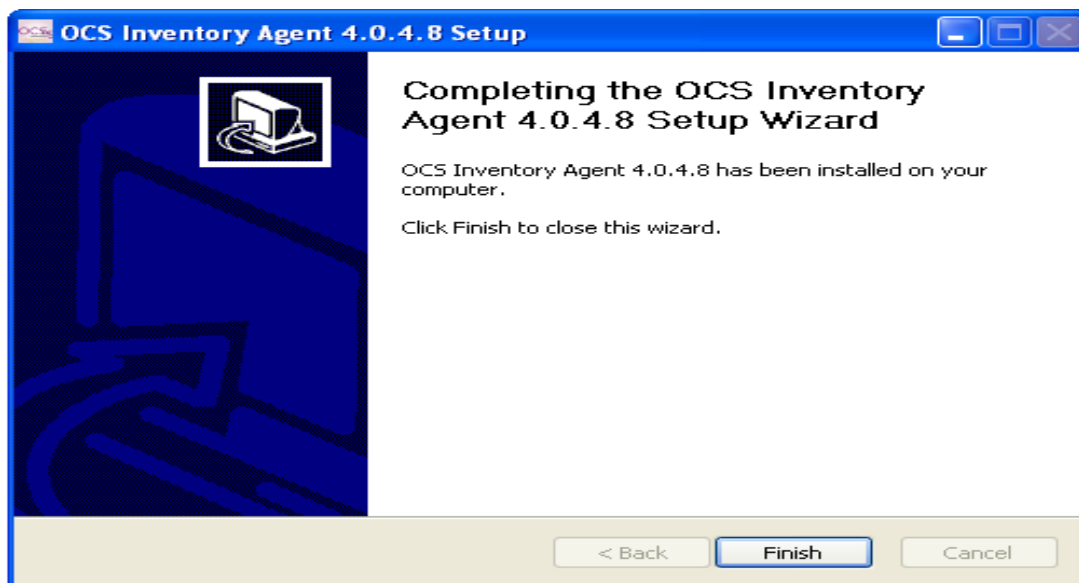 OCS Inventory Agent 4.0.4.8 Setup
Completing the OCS Inventory
Agent 4.0.4.8 Setup Wizard
OCS Inventory Agent 4.0.4.8 has been installed on your
computer.
Click Finish to close this wizard.
< Back Finish Cancel